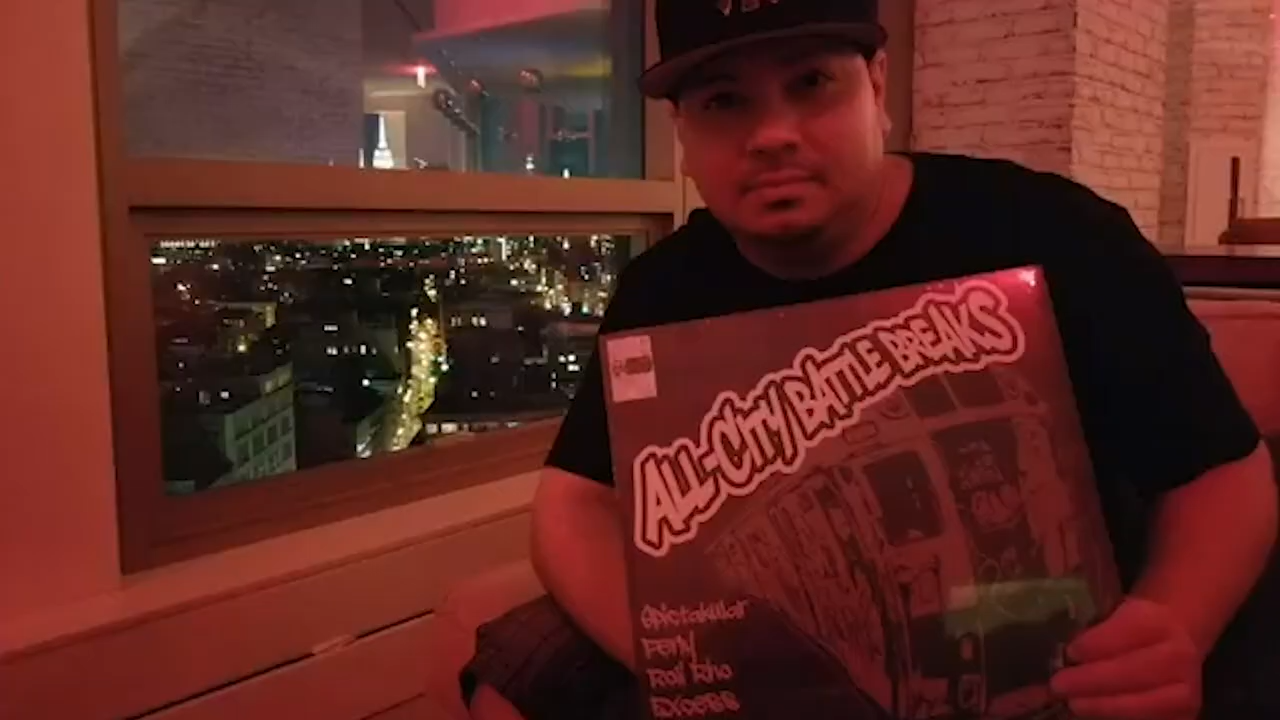 ALL-CITY BATTLE BREAKS
Spictakular
Perly
Roli Rho
Excess